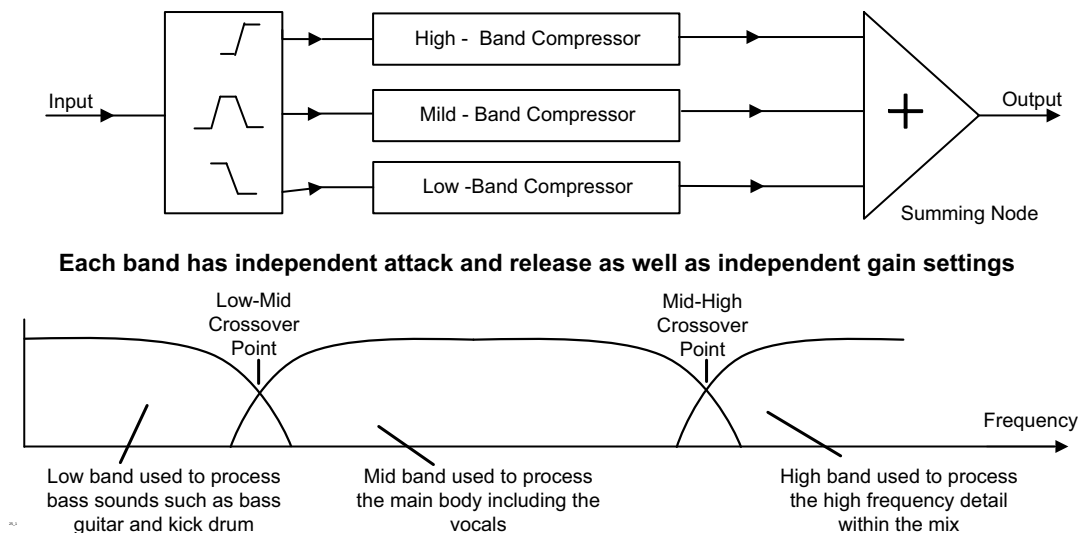 High - Band Compressor
Input
Mild - Band Compressor
+
Output
Low -Band Compressor
Summing Node
Each band has independent attack and release as well as independent gain settings
Low-Mid
Crossover
Point
Mid-High
Crossover
Point
Frequency
Low band used to process
bass sounds such as bass
guitar and kick drum
Mid band used to process
the main body including the
vocals
High band used to process
the high frequency detail
within the mix